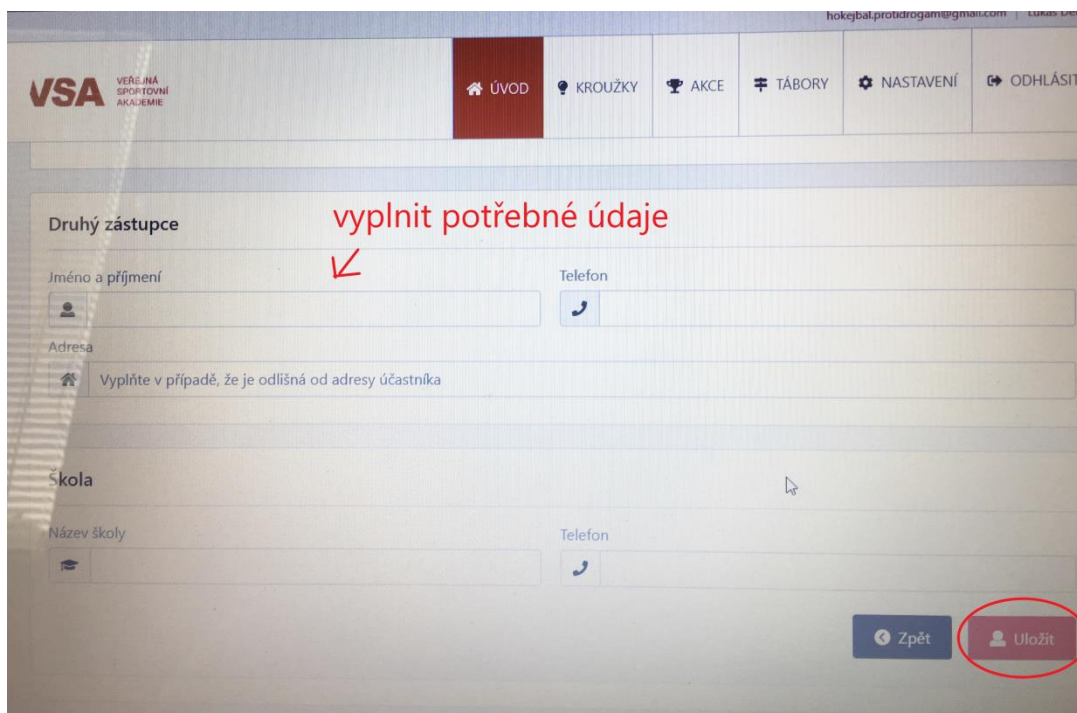 hokejbal.protidrogam@gmail.com | Lukáš
VSA VEŘEJNÁ
SPORTOVNÍ
AKADEMIE
ÚVOD KROUŽKY AKCE TÁBORY NASTAVENÍ ODHLÁSIT
Druhý zástupce
vyplnit potřebné údaje
Jméno a příjmení Telefon
Adresa
Vyplňte v případě, že je odlišná od adresy účastníka
Škola
Název školy Telefon
Zpět Uložit